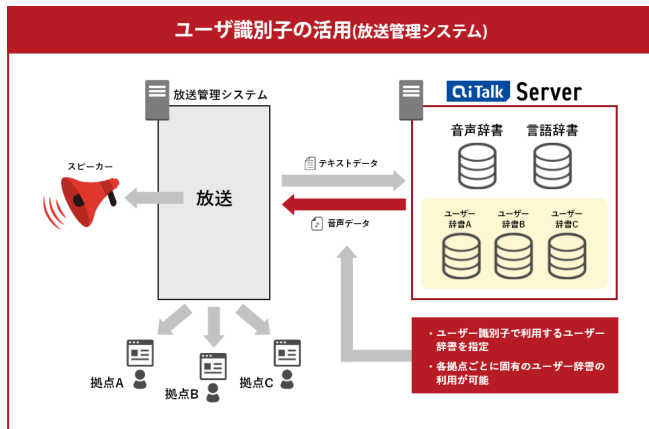 ユーザ識別子の活用(放送管理システム)
放送管理システム
AiTalk Server
音声辞書
言語辞書
スピーカー
テキストデータ
放送
音声データ
ユーザー
辞書A
ユーザー
辞書B
ユーザー
辞書C
・ユーザー識別子で利用するユーザー
辞書を指定
・各拠点ごとに固有のユーザー辞書の
利用が可能
拠点A
拠点B
拠点C